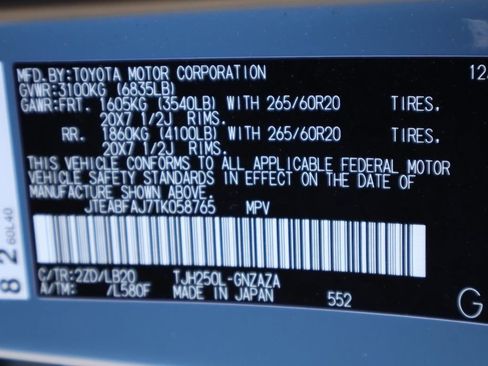 MFD.BY:TOYOTA MOTOR CORPORATION
GVWR:3100KG (6835LB)
GAWR:FRT. 1605KG (3540LB) WITH 265/60R20 TIRES,
20X7 1/2J RIMS.
RR. 1860KG (4100LB) WITH 265/60R20 TIRES,
20X7 1/2J RIMS.
THIS VEHICLE CONFORMS TO ALL APPLICABLE FEDERAL MOTOR
VEHICLE SAFETY STANDARDS IN EFFECT ON THE DATE OF
MANUFACTURE SHOWN ABOVE.
JTEABFAJ7TK058765 MPV
C/TR:2ZD/LB20 TJH250L-GNZAZA
A/TM: /L580F MADE IN JAPAN 552
G
82
60L40